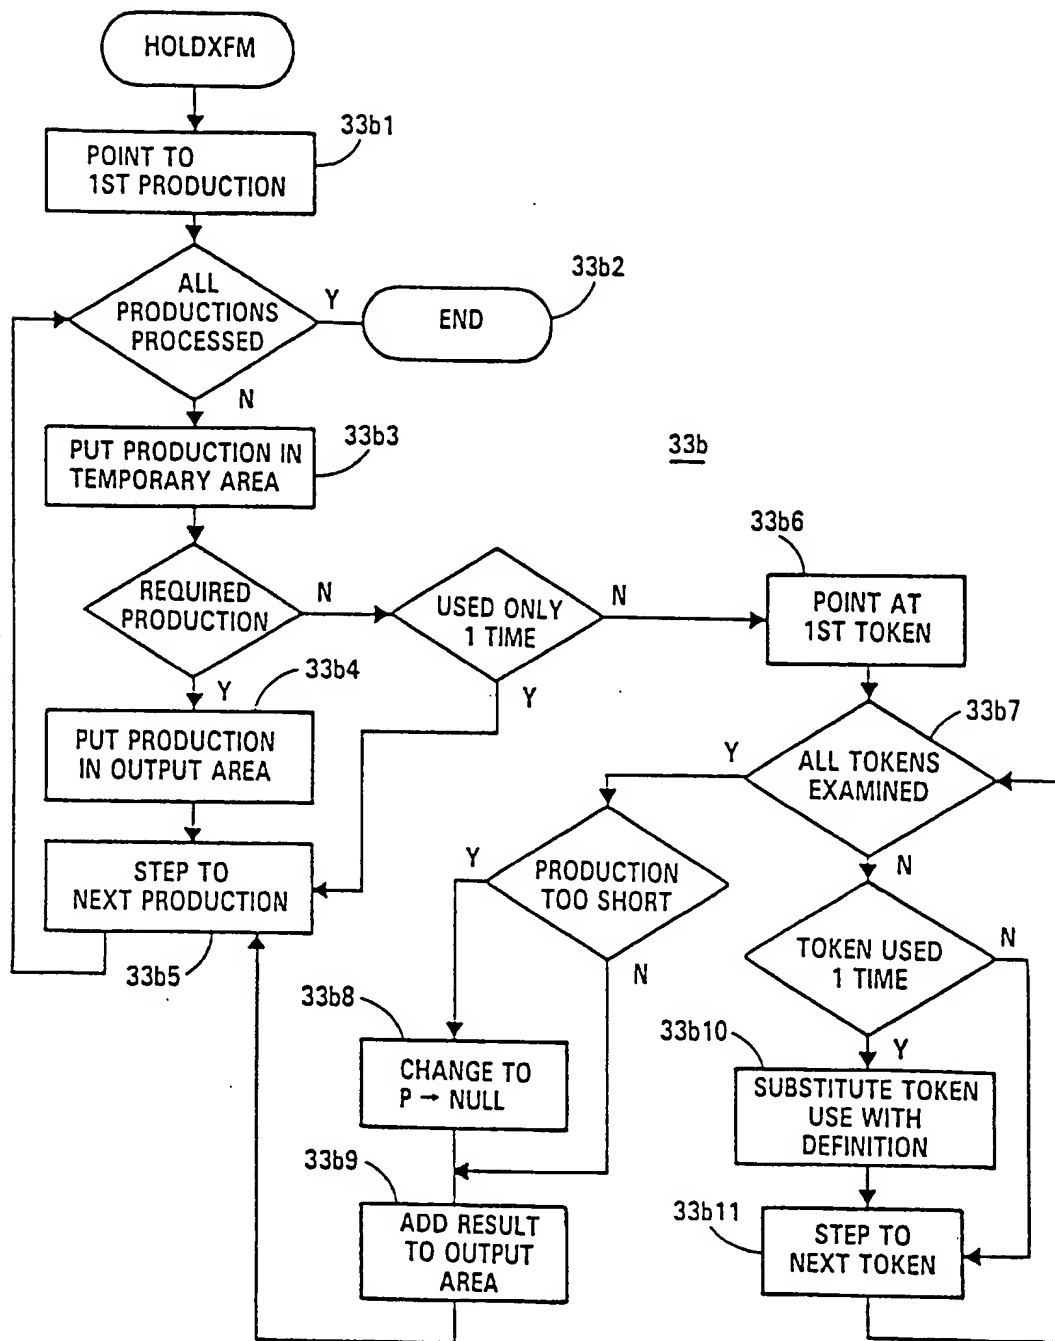 HOLDXFM
33b1
POINT TO
1ST PRODUCTION
ALL
PRODUCTIONS
PROCESSED
Y
33b2
END
N
33b3
PUT PRODUCTION IN
TEMPORARY AREA
33b
REQUIRED
PRODUCTION
N
USED ONLY
1 TIME
N
33b6
POINT AT
1ST TOKEN
Y
33b4
PUT PRODUCTION
IN OUTPUT AREA
Y
33b7
ALL TOKENS
EXAMINED
Y
N
STEP TO
NEXT PRODUCTION
33b5
Y
PRODUCTION
TOO SHORT
N
TOKEN USED
1 TIME
N
Y
33b8
CHANGE TO
P → NULL
33b10
SUBSTITUTE TOKEN
USE WITH
DEFINITION
33b9
ADD RESULT
TO OUTPUT
AREA
33b11
STEP TO
NEXT TOKEN